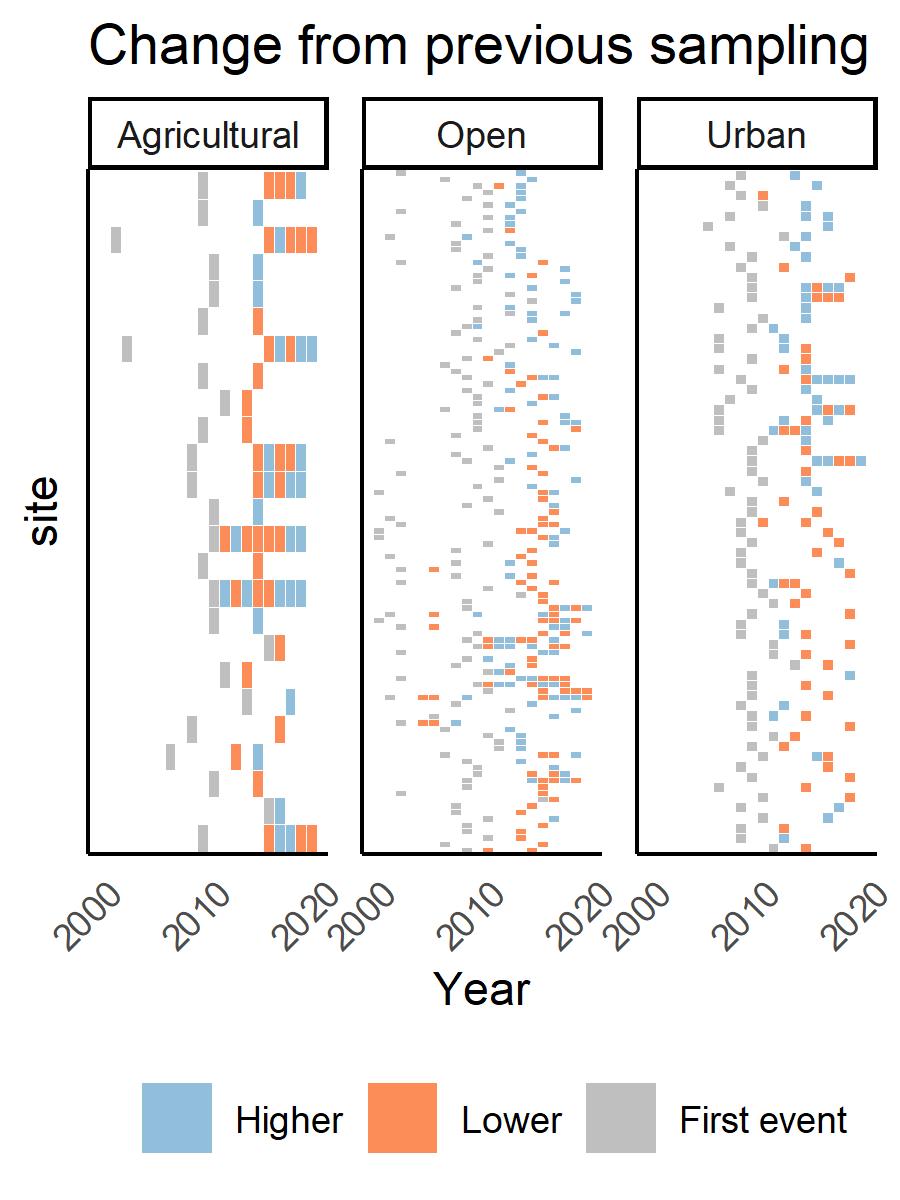 Change from previous sampling
Agricultural Open Urban
site
2000 2010 2020 2000 2010 2020 2000 2010 2020
Year
Higher Lower First event